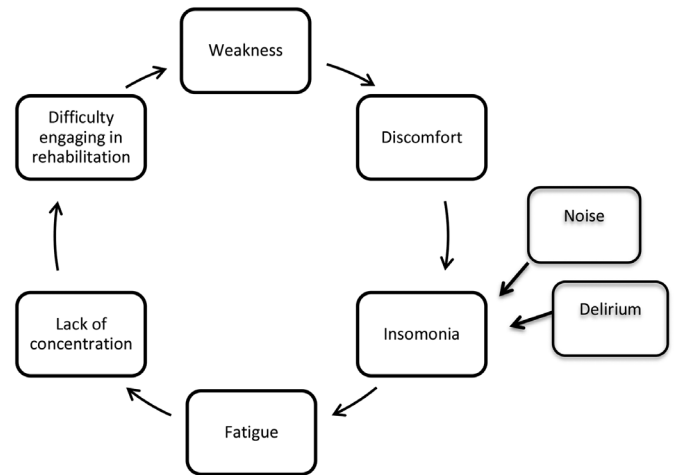 Weakness
Discomfort
Noise
Delirium
Insomonia
Fatigue
Lack of
concentration
Difficulty
engaging in
rehabilitation